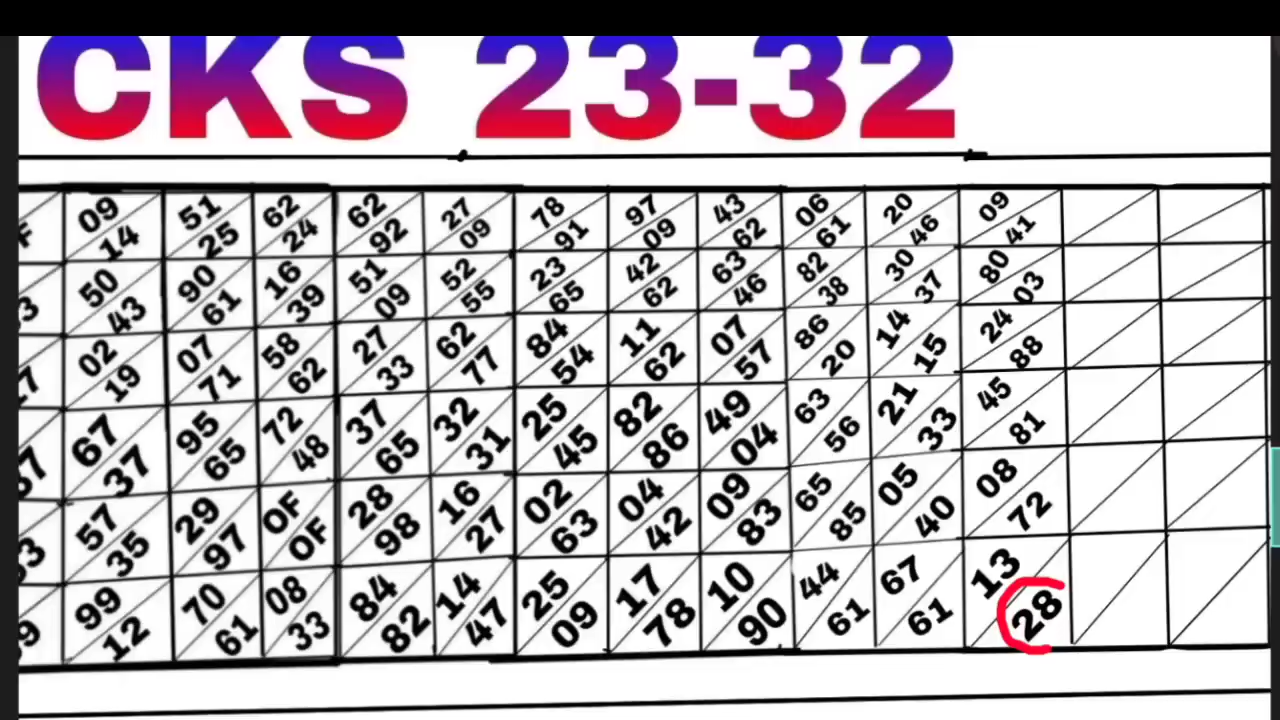 CKS 23-32
F 09 14 51 25 62 24 62 92 27 09 78 91 97 09 43 62 06 61 20 46 09 41
3 50 43 90 61 16 39 51 09 52 55 23 65 42 62 63 46 82 38 30 37 80 03
7 02 19 07 71 58 62 27 33 62 77 84 54 11 62 07 57 86 20 14 15 24 88
37 67 37 95 65 72 48 37 65 32 31 25 45 82 86 49 04 63 56 21 33 45 81
3 57 35 29 97 OF OF 28 98 16 27 02 63 04 42 09 83 65 85 05 40 08 72
9 99 12 70 61 08 33 84 82 14 47 25 09 17 78 10 90 44 61 67 61 13 28